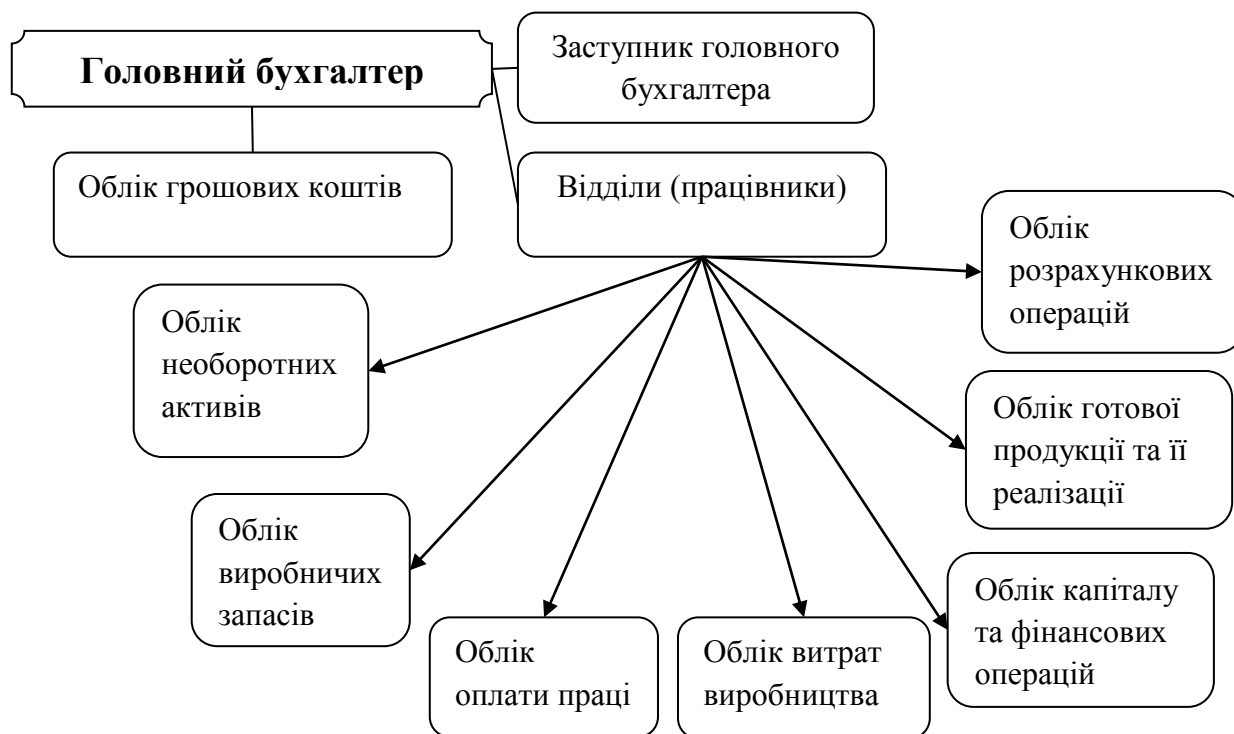 Головний бухгалтер
Заступник головного
бухгалтера
Облік грошових коштів
Відділи (працівники)
Облік
розрахункових
операцій
Облік
необоротних
активів
Облік готової
продукції та її
реалізації
Облік
виробничих
запасів
Облік
оплати праці
Облік витрат
виробництва
Облік капіталу
та фінансових
операцій